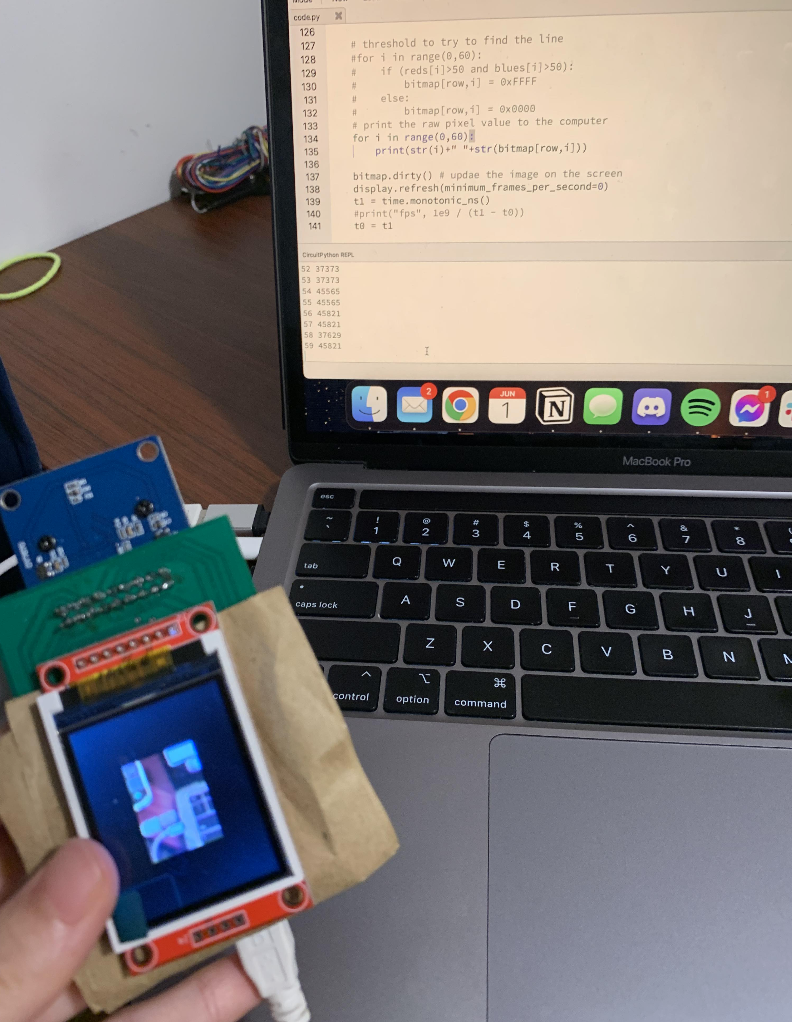 code.py
126
127 # threshold to try to find the line
128 #for i in range(0,60):
129 #     if (reds[i]>50 and blues[i]>50):
130 #         bitmap[row,i] = 0xFFFF
131 #     else:
132 #         bitmap[row,i] = 0x0000
133 # print the raw pixel value to the computer
134 for i in range(0,60):
135     print(str(i)+" "+str(bitmap[row,i]))
136
137 bitmap.dirty() # updae the image on the screen
138 display.refresh(minimum_frames_per_second=0)
139 t1 = time.monotonic_ns()
140 #print("fps", 1e9 / (t1 - t0))
141 t0 = t1
CircuitPython REPL
52 37373
53 37373
54 45565
55 45565
56 45821
57 45821
58 37629
59 45821
2
JUN
1
N
1
MacBook Pro
esc
~ ! @ # $ % ^ & *
` 1 2 3 4 5 6 7 8
tab Q W E R T Y U I
caps lock A S D F G H J
Z X C V B N M
^ ⌥ ⌘
control option command